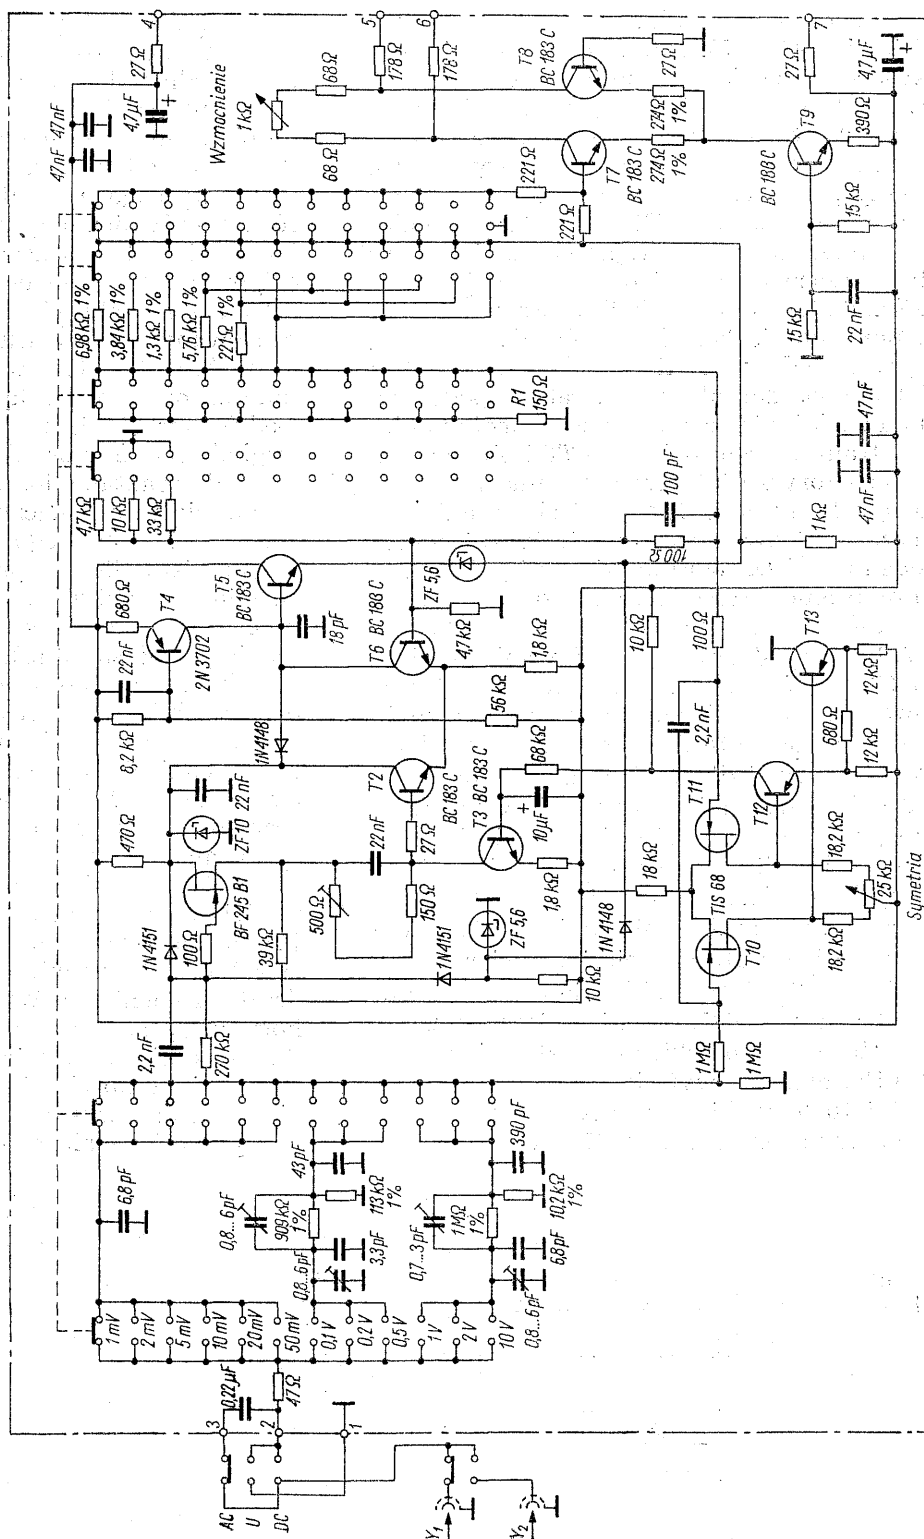 4
27 Ω
4,7 μF
+
47 nF
47 nF
5
6
178 Ω
178 Ω
68 Ω
68 Ω
Wzmocnienie
1 kΩ
T8
BC 183 C
27 Ω
274 Ω
1%
T7
BC 183 C
274 Ω
1%
221 Ω
221 Ω
7
27 Ω
4,7 μF
+
T9
BC 183 C
390 Ω
15 kΩ
15 kΩ
22 nF
6,98 kΩ 1%
3,84 kΩ 1%
1,3 kΩ 1%
5,76 kΩ 1%
221 Ω 1%
R1
150 Ω
47 nF
47 nF
4,7 kΩ
10 kΩ
33 kΩ
100 pF
100 Ω
1 kΩ
680 Ω
T4
2N3702
T5
BC 183 C
18 pF
T6 BC 183 C
47 kΩ
ZF 5,6
1,8 kΩ
10 kΩ
100 Ω
T13
12 kΩ
22 nF
8,2 kΩ
56 kΩ
1N4148
T2
BC 183 C
68 kΩ
T3 BC 183 C
10 μF
+
2,2 nF
680 Ω
12 kΩ
T12
470 Ω
ZF10
22 nF
BF 245 B1
22 nF
27 Ω
500 Ω
150 Ω
1,8 kΩ
ZF 5,6
1N 4148
18 kΩ
T11
TIS 68
T10
18,2 kΩ
25 kΩ
18,2 kΩ
Symetria
1N4151
100 Ω
39 kΩ
1N4151
10 kΩ
2,2 nF
270 kΩ
1 MΩ
1 MΩ
6,8 pF
0,8...6 pF
43 pF
909 kΩ
1%
113 kΩ
1%
3,3 pF
0,8...6 pF
0,7...3 pF
390 pF
1 MΩ
1%
10,2 kΩ
1%
6,8 pF
0,8...6 pF
1 mV
2 mV
5 mV
10 mV
20 mV
50 mV
0,1 V
0,2 V
0,5 V
1 V
2 V
10 V
0,22 μF
47 Ω
3
2
1
AC
U
DC
Y1
Y2